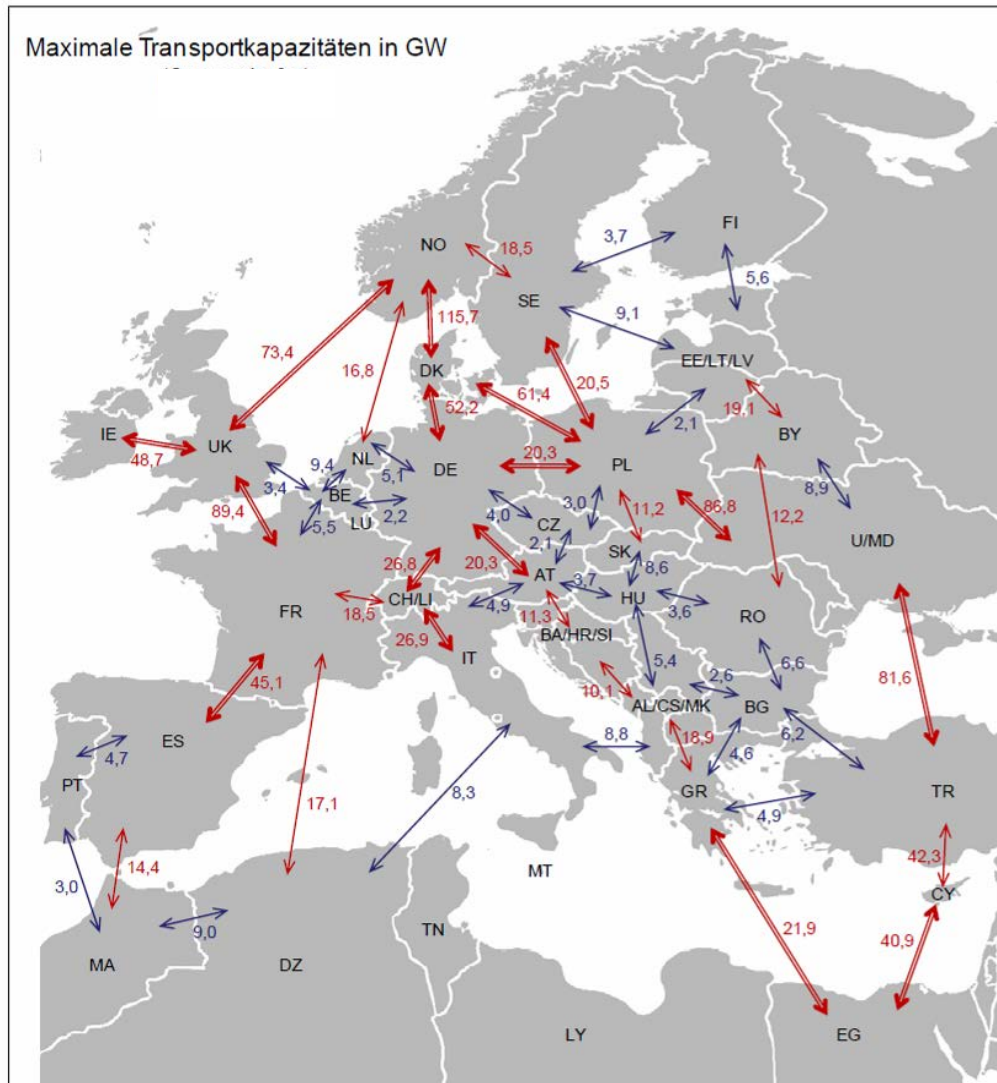 Maximale Transportkapazitäten in GW
FI
NO
18,5
3,7
5,6
SE
115,7
9,1
73,4
16,8
DK
EE/LT/LV
61,4
20,5
52,2
19,1
2,1
IE
UK
BY
48,7
NL
9,4
5,1
DE
20,3
PL
3,4
BE
8,9
89,4
5,5
2,2
4,0
3,0
11,2
86,8
12,2
LU
CZ
U/MD
2,1
SK
26,8
20,3
AT
8,6
3,7
FR
18,5
CH/LI
4,9
HU
3,6
RO
11,3
BA/HR/SI
26,9
IT
5,4
6,6
45,1
2,6
81,6
10,1
AL/CS/MK
BG
ES
18,9
6,2
4,7
8,8
4,6
PT
8,3
GR
TR
17,1
4,9
14,4
42,3
3,0
MT
CY
9,0
TN
21,9
40,9
MA
DZ
LY
EG